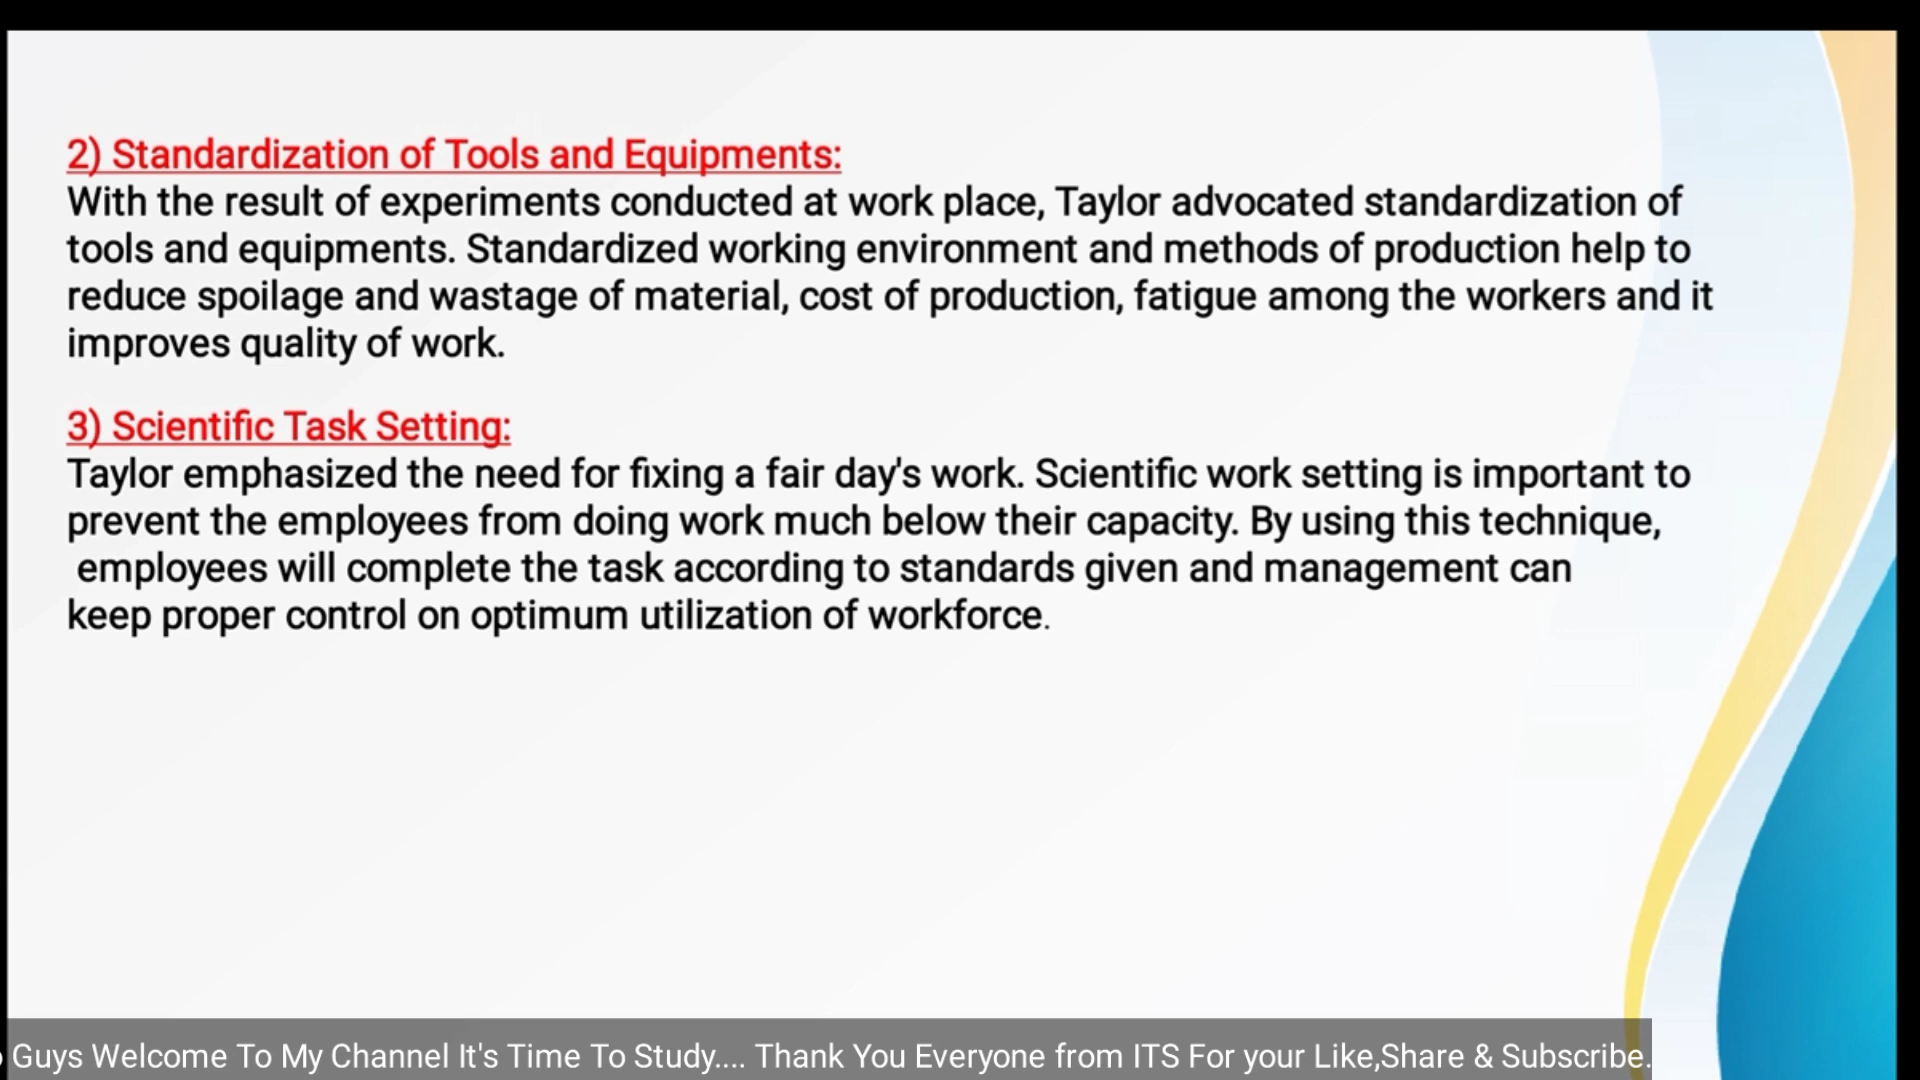 2) Standardization of Tools and Equipments:
With the result of experiments conducted at work place, Taylor advocated standardization of
tools and equipments. Standardized working environment and methods of production help to
reduce spoilage and wastage of material, cost of production, fatigue among the workers and it
improves quality of work.
3) Scientific Task Setting:
Taylor emphasized the need for fixing a fair day's work. Scientific work setting is important to
prevent the employees from doing work much below their capacity. By using this technique,
employees will complete the task according to standards given and management can
keep proper control on optimum utilization of workforce.
Guys Welcome To My Channel It's Time To Study.... Thank You Everyone from ITS For your Like,Share & Subscribe.